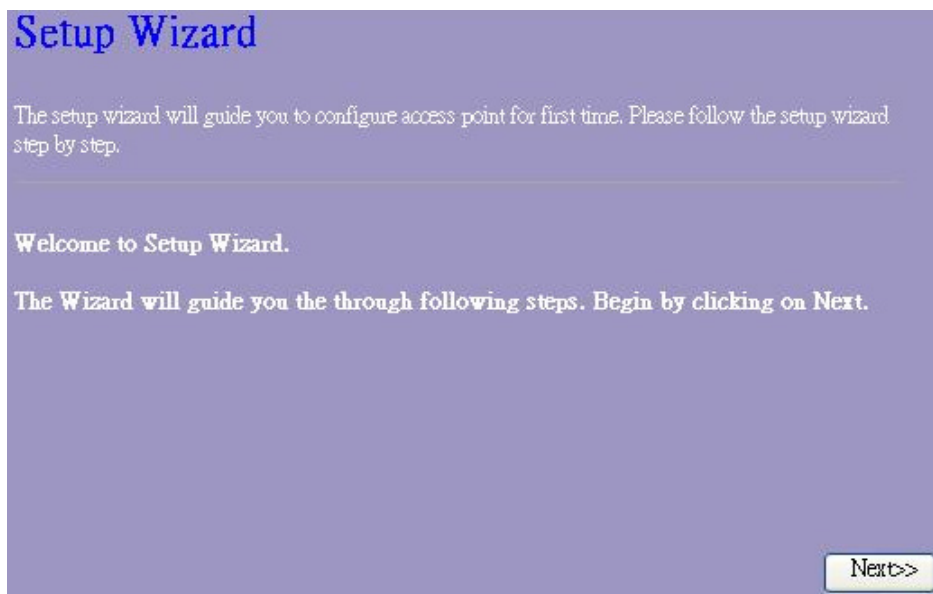 Setup Wizard
The setup wizard will guide you to configure access point for first time. Please follow the setup wizard
step by step.
Welcome to Setup Wizard.
The Wizard will guide you the through following steps. Begin by clicking on Next.
Next>>